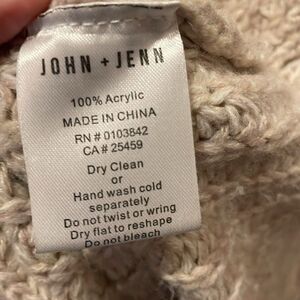 JOHN + JENN
100% Acrylic
MADE IN CHINA
RN # 0103842
CA # 25459
Dry Clean
or
Hand wash cold
separately
Do not twist or wring
Dry flat to reshape
Do not bleach